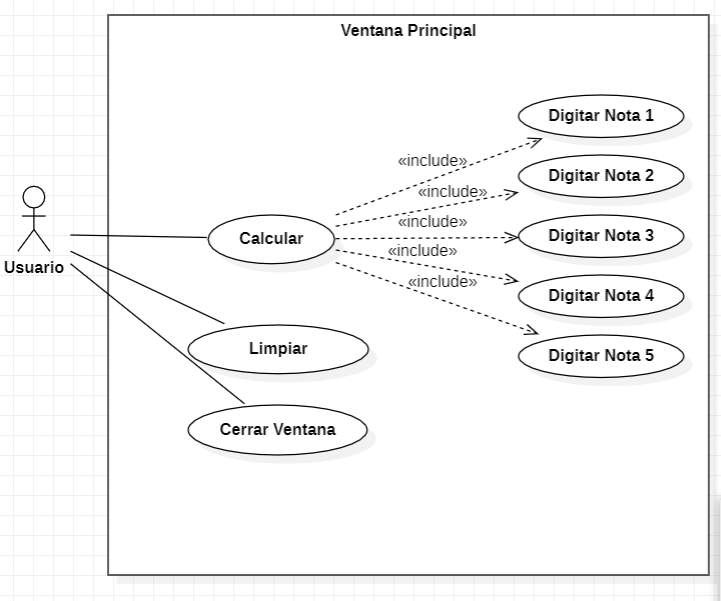 Ventana Principal
Digitar Nota 1
«include»
Digitar Nota 2
«include»
«include»
Digitar Nota 3
Calcular
«include»
Usuario
«include»
Digitar Nota 4
Limpiar
Digitar Nota 5
Cerrar Ventana